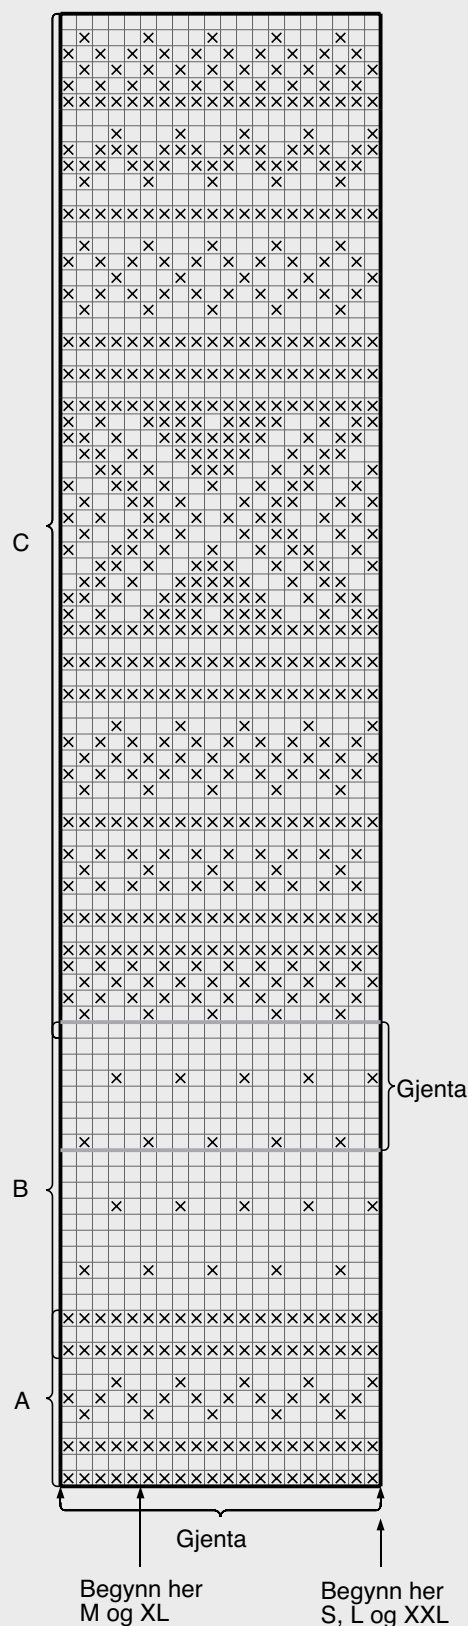 C
Gjenta
B
A
Gjenta
Begynn her
M og XL
Begynn her
S, L og XXL